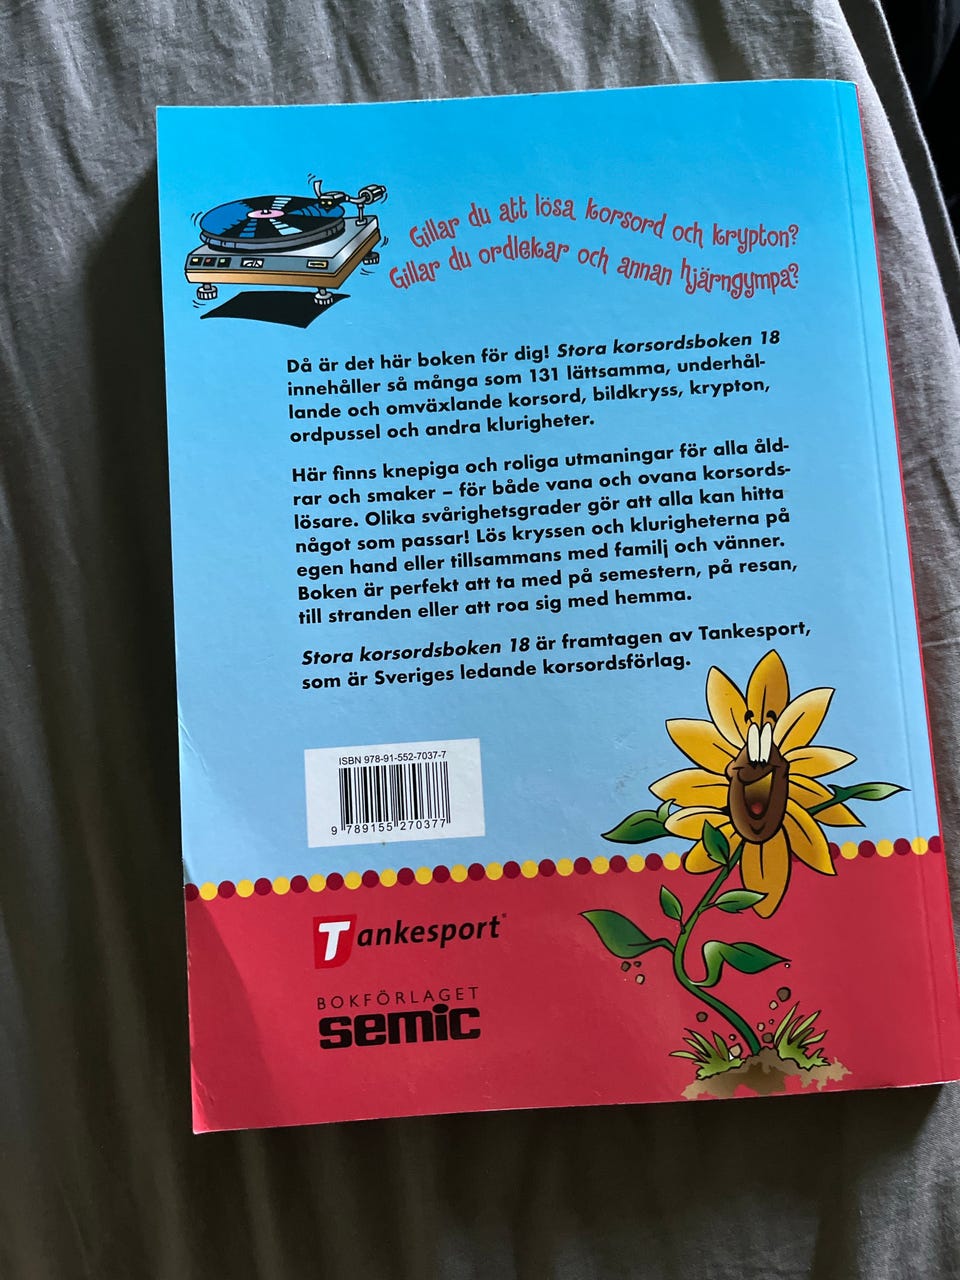 Gillar du att lösa korsord och krypton?
Gillar du ordlekar och annan hjärngympa?
Då är det här boken för dig! Stora korsordsboken 18
innehåller så många som 131 lättsamma, underhål-
lande och omväxlande korsord, bildkryss, krypton,
ordpussel och andra klurigheter.
Här finns knepiga och roliga utmaningar för alla åld-
rar och smaker – för både vana och ovana korsords-
lösare. Olika svårighetsgrader gör att alla kan hitta
något som passar! Lös kryssen och klurigheterna på
egen hand eller tillsammans med familj och vänner.
Boken är perfekt att ta med på semestern, på resan,
till stranden eller att roa sig med hemma.
Stora korsordsboken 18 är framtagen av Tankesport,
som är Sveriges ledande korsordsförlag.
ISBN 978-91-552-7037-7
9 789155 270377
Tankesport®
BOKFÖRLAGET
semic